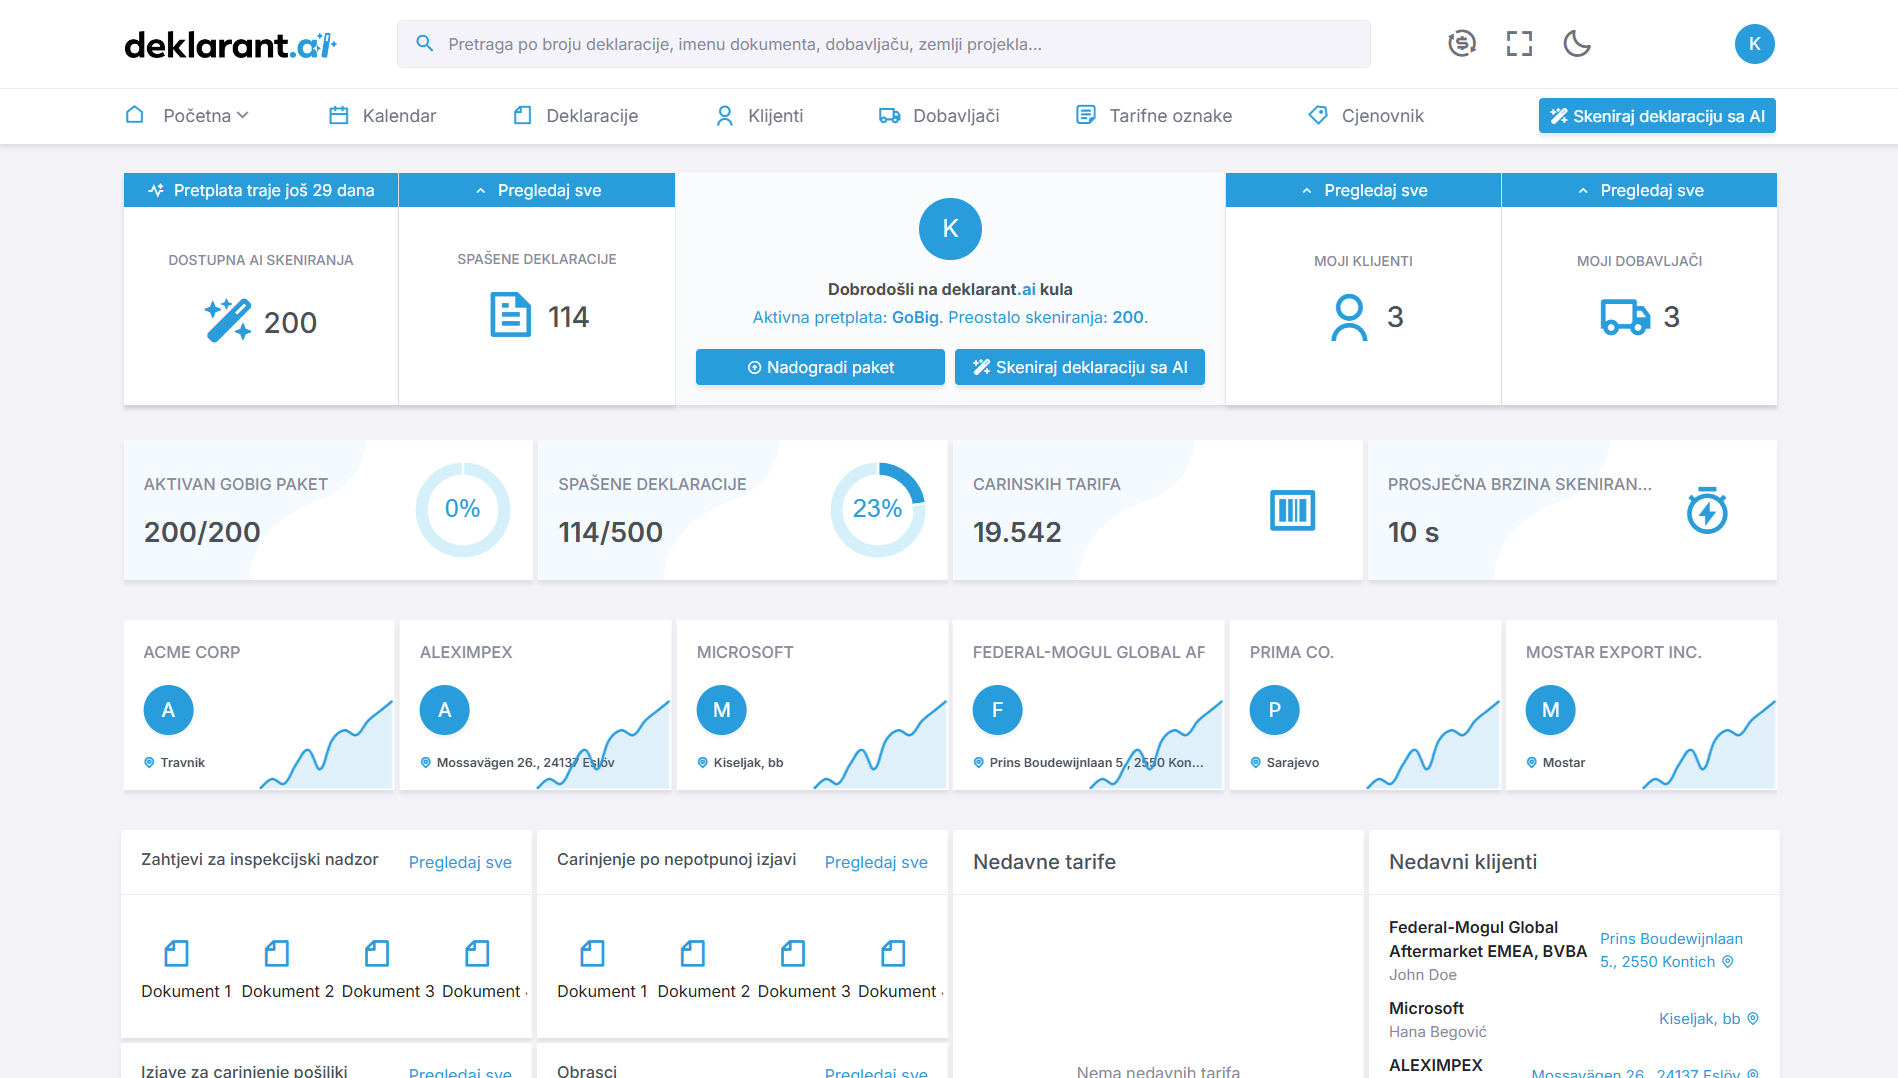 deklarant.ai
Pretraga po broju deklaracije, imenu dokumenta, dobavljaču, zemlji projekla...
K
Početna
Kalendar
Deklaracije
Klijenti
Dobavljači
Tarifne oznake
Cjenovnik
Skeniraj deklaraciju sa AI
Pretplata traje još 29 dana
DOSTUPNA AI SKENIRANJA
200
Pregledaj sve
SPAŠENE DEKLARACIJE
114
K
Dobrodošli na deklarant.ai kula
Aktivna pretplata: GoBig. Preostalo skeniranja: 200.
Nadogradi paket
Skeniraj deklaraciju sa AI
Pregledaj sve
MOJI KLIJENTI
3
Pregledaj sve
MOJI DOBAVLJAČI
3
AKTIVAN GOBIG PAKET
200/200
0%
SPAŠENE DEKLARACIJE
114/500
23%
CARINSKIH TARIFA
19.542
PROSJEČNA BRZINA SKENIRAN...
10 s
ACME CORP
A
Travnik
ALEXIMPEX
A
Mossavägen 26., 24137 Eslöv
MICROSOFT
M
Kiseljak, bb
FEDERAL-MOGUL GLOBAL AF
F
Prins Boudewijnlaan 5., 2550 Kon...
PRIMA CO.
P
Sarajevo
MOSTAR EXPORT INC.
M
Mostar
Zahtjevi za inspekcijski nadzor
Pregledaj sve
Dokument 1
Dokument 2
Dokument 3
Dokument
Carinjenje po nepotpunoj izjavi
Pregledaj sve
Dokument 1
Dokument 2
Dokument 3
Dokument
Nedavne tarife
Nema nedavnih tarifa
Nedavni klijenti
Federal-Mogul Global
Aftermarket EMEA, BVBA
John Doe
Prins Boudewijnlaan
5., 2550 Kontich
Microsoft
Hana Begović
Kiseljak, bb
ALEXIMPEX
Mossavägen 26., 24137 Eslöv
Izjave za carinjenje pošiljki
Pregledaj sve
Obrasci
Pregledaj sve